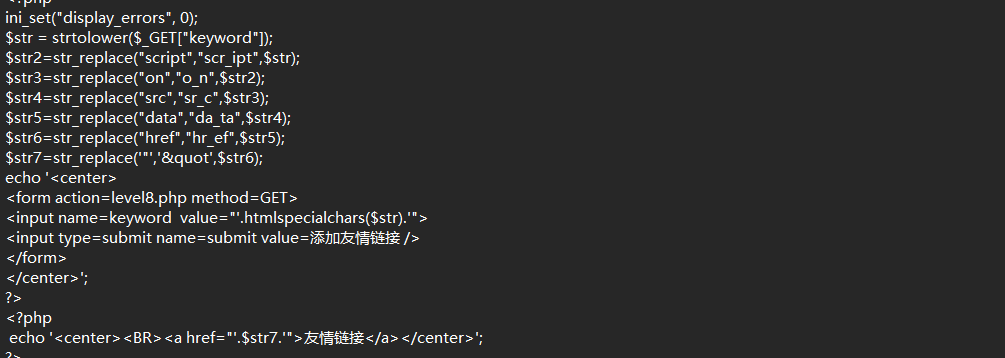 <?php
ini_set("display_errors", 0);
$str = strtolower($_GET["keyword"]);
$str2=str_replace("script","scr_ipt",$str);
$str3=str_replace("on","o_n",$str2);
$str4=str_replace("src","sr_c",$str3);
$str5=str_replace("data","da_ta",$str4);
$str6=str_replace("href","hr_ef",$str5);
$str7=str_replace('"','&quot',$str6);
echo '<center>
<form action=level8.php method=GET>
<input name=keyword  value="'.htmlspecialchars($str).'">
<input type=submit name=submit value=添加友情链接 />
</form>
</center>';
?>
<?php
 echo '<center><BR><a href="'.$str7.'">友情链接</a></center>';
?>